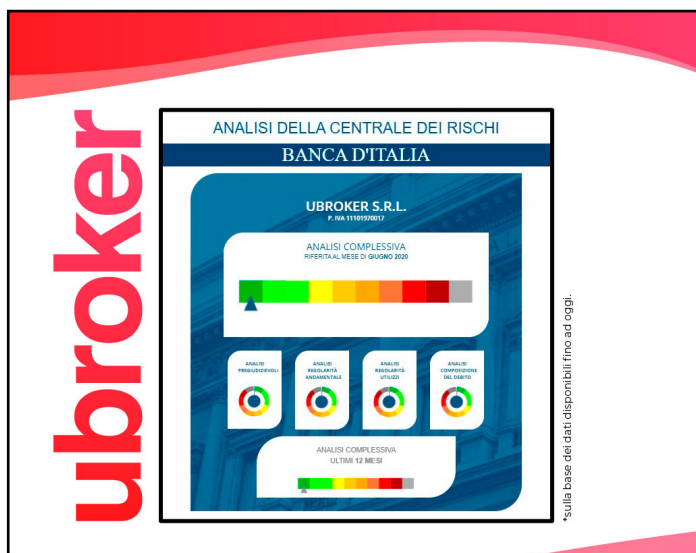 ubroker
ANALISI DELLA CENTRALE DEI RISCHI
BANCA D'ITALIA
UBROKER S.R.L.
P. IVA 11101970017
ANALISI COMPLESSIVA
RIFERITA AL MESE DI GIUGNO 2020
ANALISI
PREGIUDIZIEVOLI
ANALISI
REGOLARITÀ
ANDAMENTALE
ANALISI
REGOLARITÀ
UTILIZZI
ANALISI
COMPOSIZIONE
DEL DEBITO
ANALISI COMPLESSIVA
ULTIMI 12 MESI
*sulla base dei dati disponibili fino ad oggi.